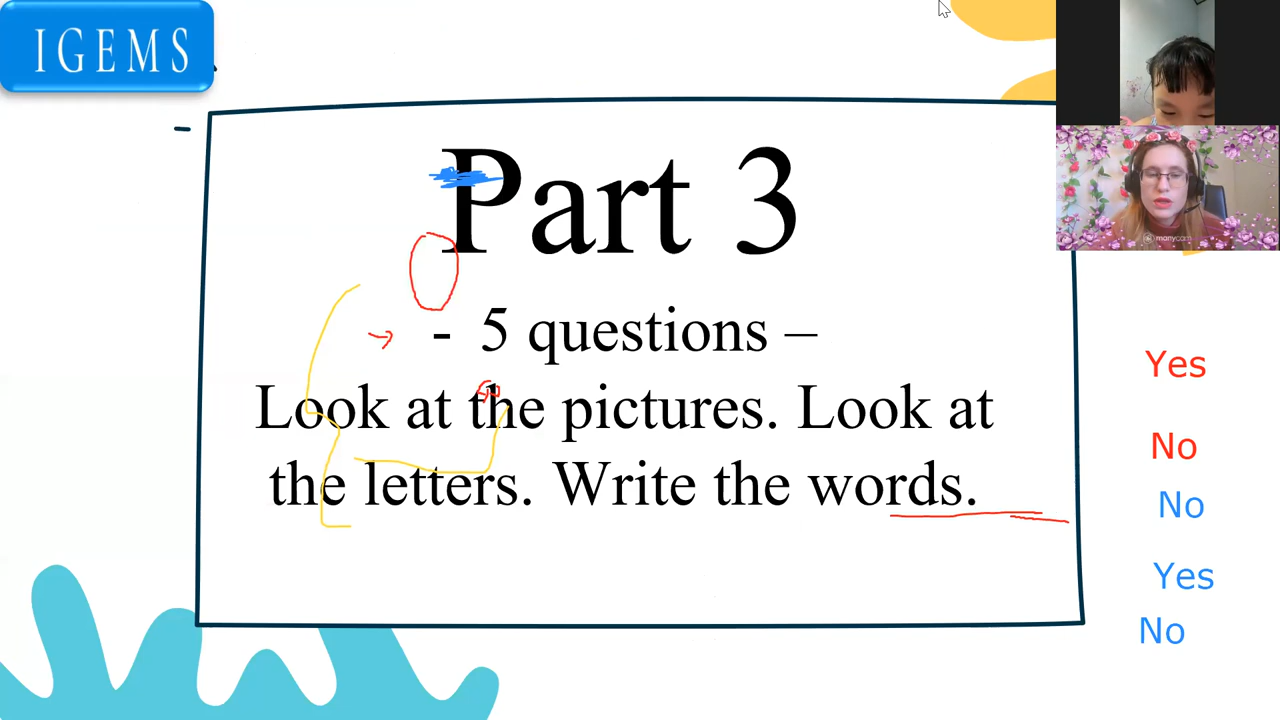 IGEMS
Part 3
- 5 questions –
Look at the pictures. Look at
the letters. Write the words.
manycam
Yes
No
No
Yes
No